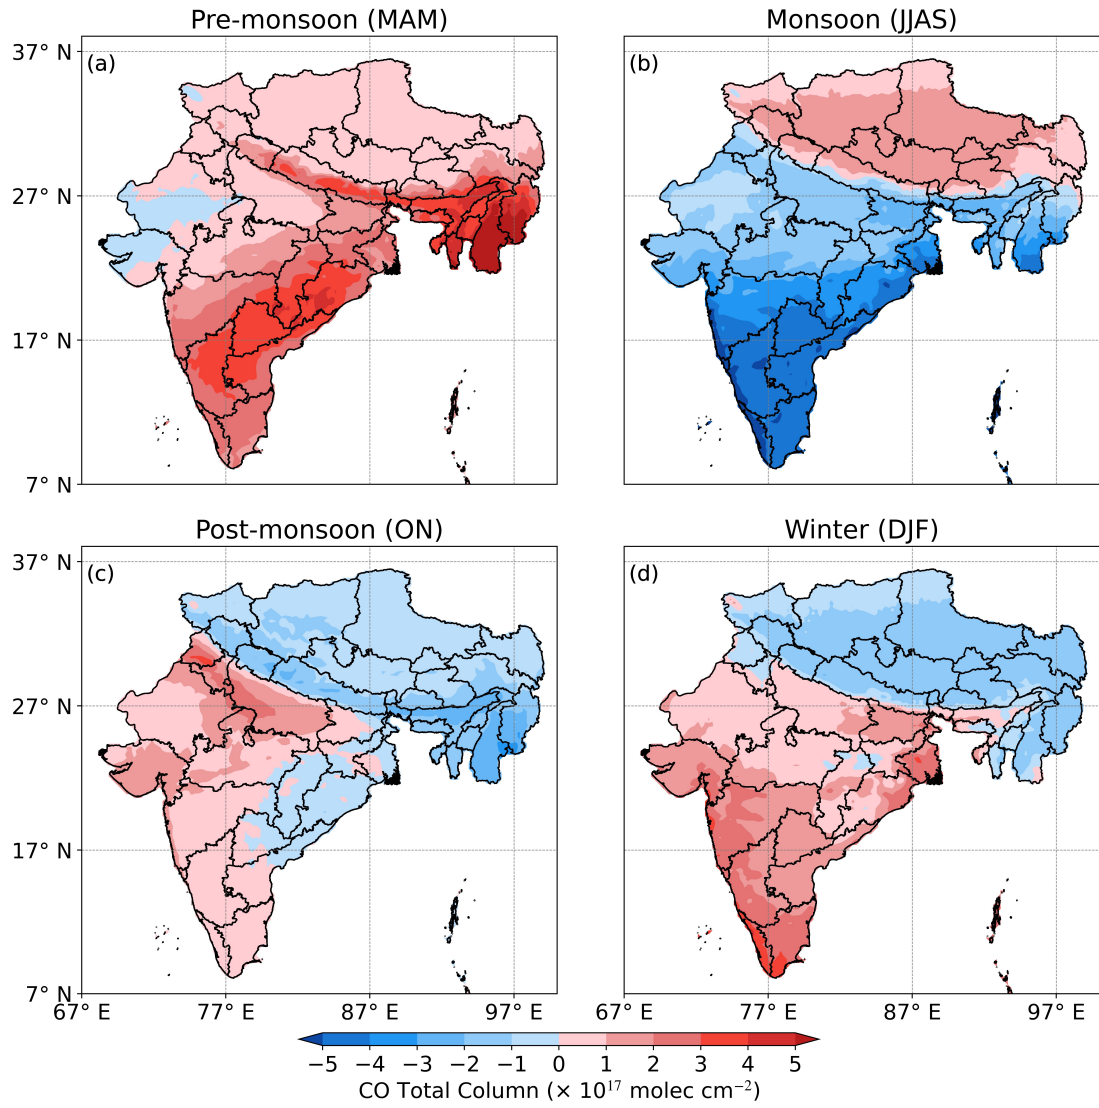 Pre-monsoon (MAM)
Monsoon (JJAS)
(a)
(b)
37° N
27° N
17° N
7° N
Post-monsoon (ON)
Winter (DJF)
(c)
(d)
37° N
27° N
17° N
7° N
67° E 77° E 87° E 97° E
67° E 77° E 87° E 97° E
−5 −4 −3 −2 −1 0 1 2 3 4 5
CO Total Column (× 10¹⁷ molec cm⁻²)